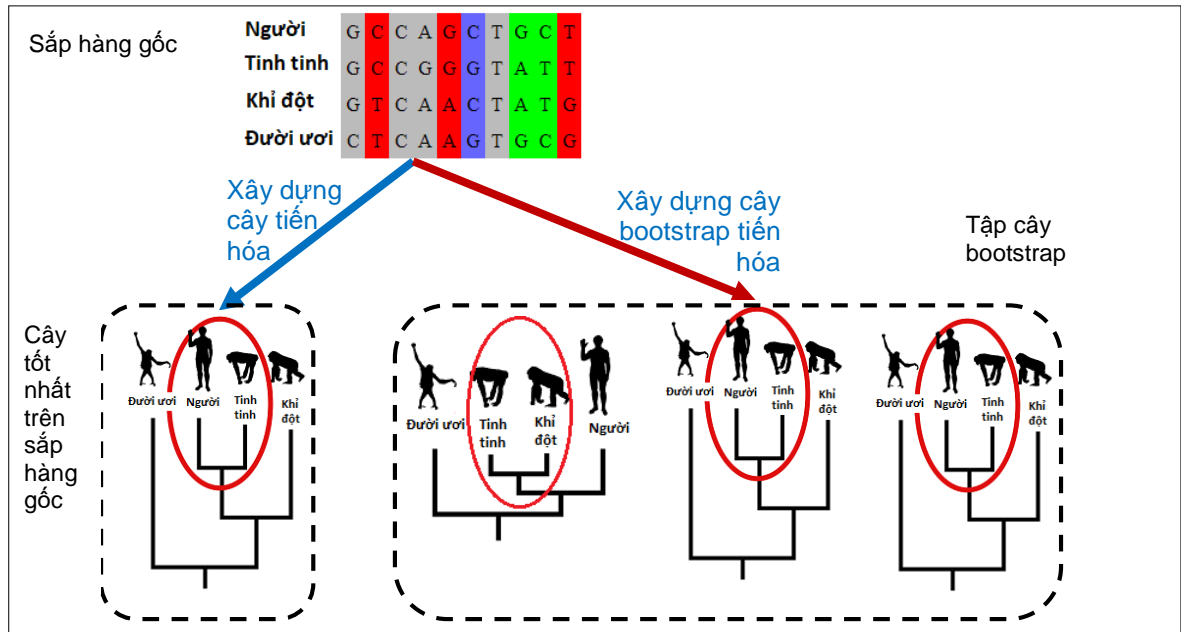 Sắp hàng gốc
Người G C C A G C T G C T
Tinh tinh G C C G G G T A T T
Khỉ đột G T C A A C T A T G
Đười ươi C T C A A G T G C G
Xây dựng
cây tiến
hóa
Xây dựng cây
bootstrap tiến
hóa
Tập cây
bootstrap
Cây
tốt
nhất
trên
sắp
hàng
gốc
Đười ươi Người Tinh
tinh
Khỉ
đột
Đười ươi Tinh
tinh
Khỉ
đột
Người
Đười ươi Người Tinh
tinh
Khỉ
đột
Đười ươi Người Tinh
tinh
Khỉ
đột